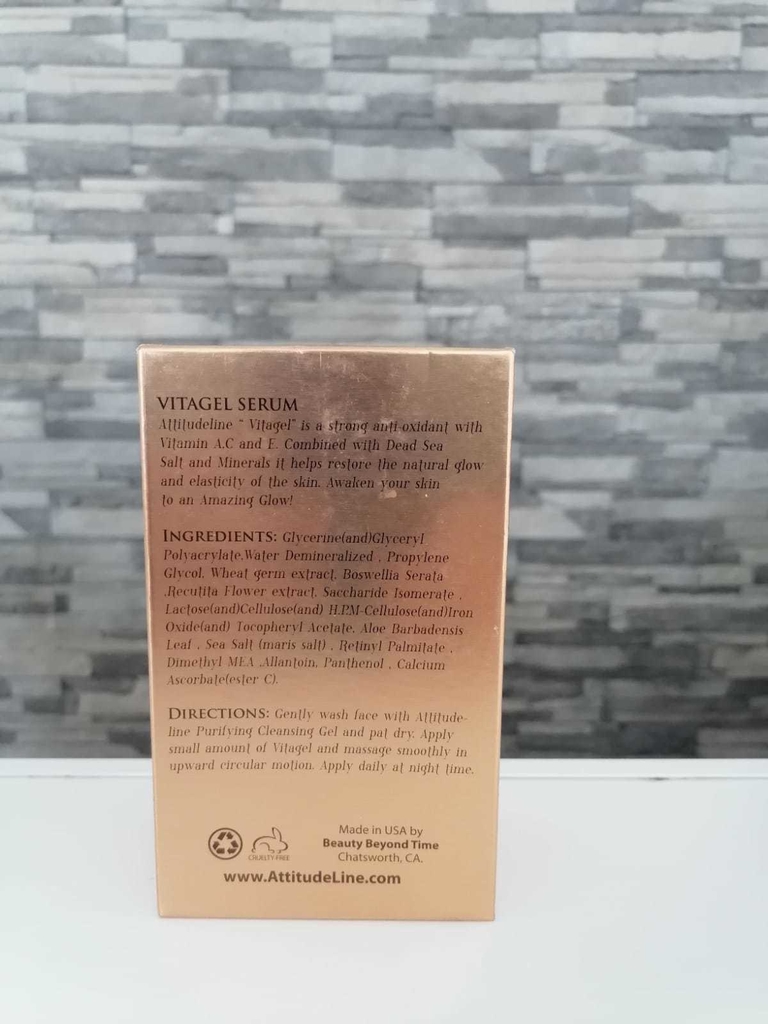 VITAGEL SERUM
Attitudeline " Vitagel" is a strong anti-oxidant with
Vitamin A.C and E. Combined with Dead Sea
Salt and Minerals it helps restore the natural glow
and elasticity of the skin. Awaken your skin
to an Amazing Glow!
INGREDIENTS: Glycerine(and)Glyceryl
Polyacrylate.Water Demineralized , Propylene
Glycol. Wheat germ extract. Boswellia Serata
,Recutita Flower extract, Saccharide Isomerate ,
Lactose(and)Cellulose(and) H.P.M-Cellulose(and)Iron
Oxide(and) Tocopheryl Acetate. Aloe Barbadensis
Leaf , Sea Salt (maris salt) , Retinyl Palmitate ,
Dimethyl MEA ,Allantoin, Panthenol , Calcium
Ascorbate(ester C).
DIRECTIONS: Gently wash face with Attitude-
line Purifying Cleansing Gel and pat dry. Apply
small amount of Vitagel and massage smoothly in
upward circular motion. Apply daily at night time.
CRUELTY-FREE
Made in USA by
Beauty Beyond Time
Chatsworth, CA.
www.AttitudeLine.com